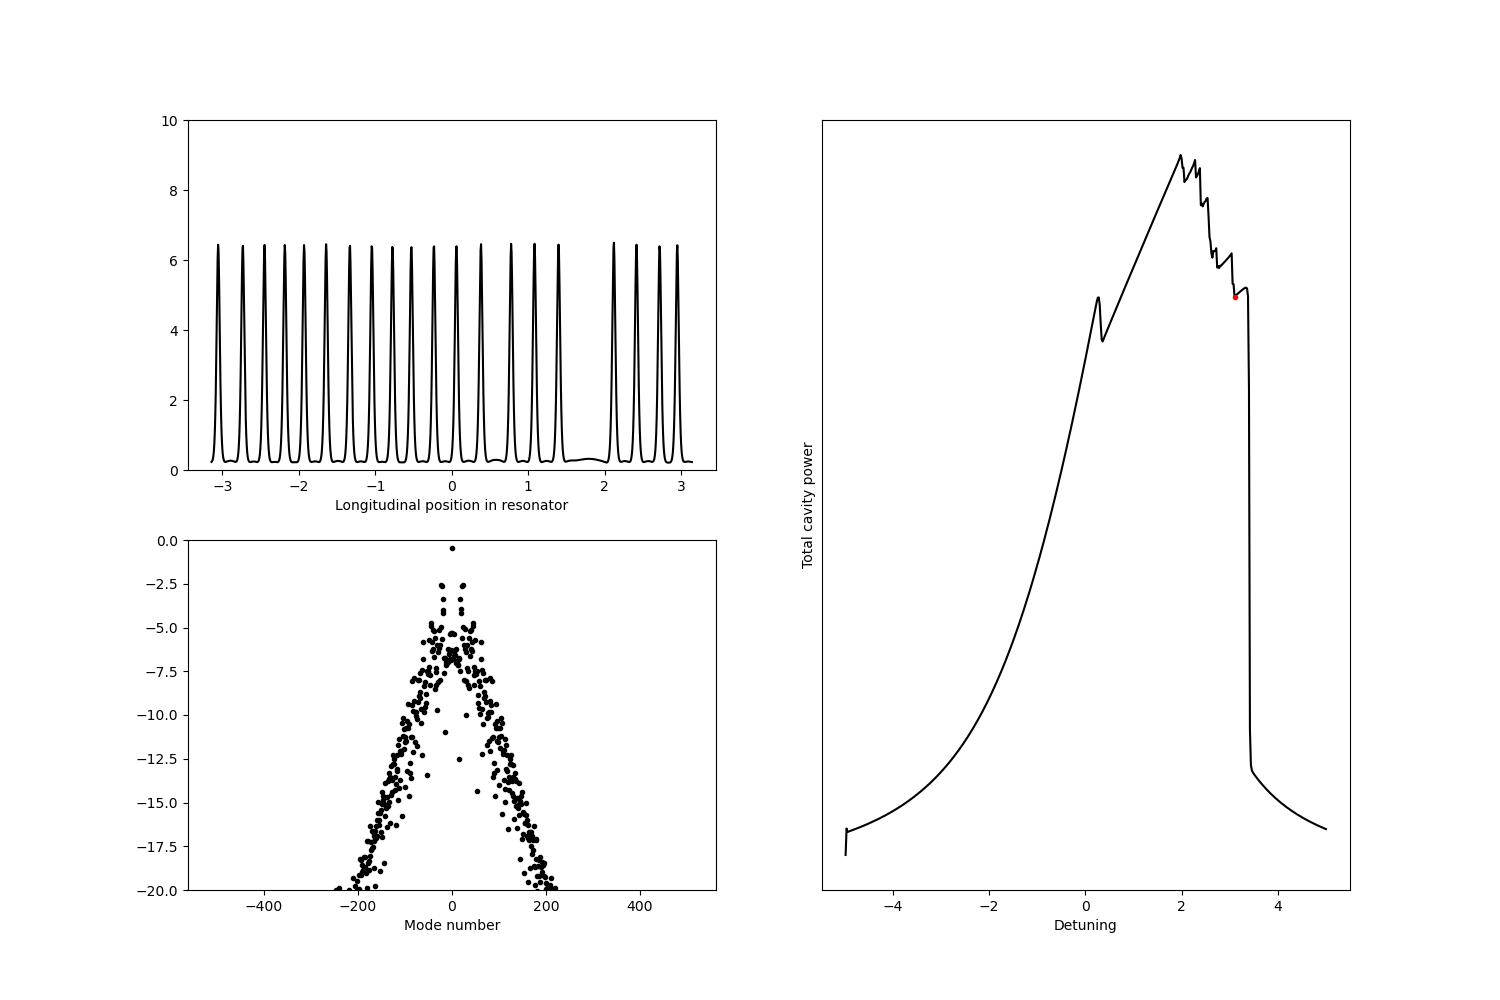 10
8
6
4
2
0
−3 −2 −1 0 1 2 3
Longitudinal position in resonator
0.0
−2.5
−5.0
−7.5
−10.0
−12.5
−15.0
−17.5
−20.0
−400 −200 0 200 400
Mode number
Total cavity power
−4 −2 0 2 4
Detuning